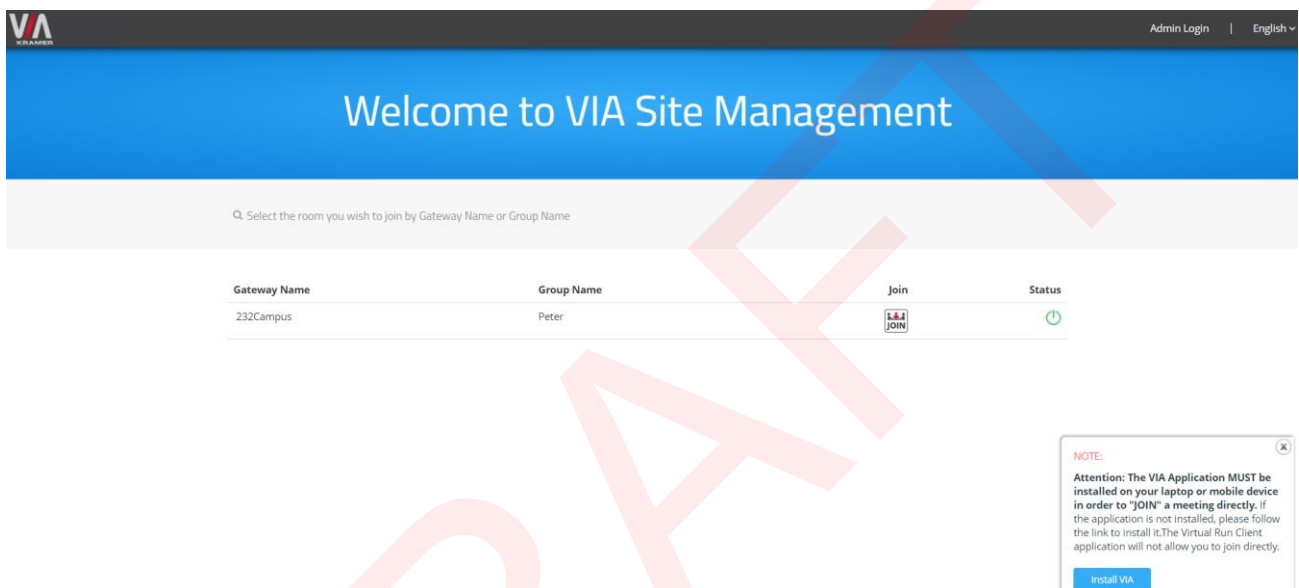 VIA
KRAMER
Admin Login | English
Welcome to VIA Site Management
Select the room you wish to join by Gateway Name or Group Name
Gateway Name Group Name Join Status
232Campus Peter JOIN
NOTE:
Attention: The VIA Application MUST be
installed on your laptop or mobile device
in order to "JOIN" a meeting directly. If
the application is not installed, please follow
the link to install it.The Virtual Run Client
application will not allow you to join directly.
Install VIA
RAFT